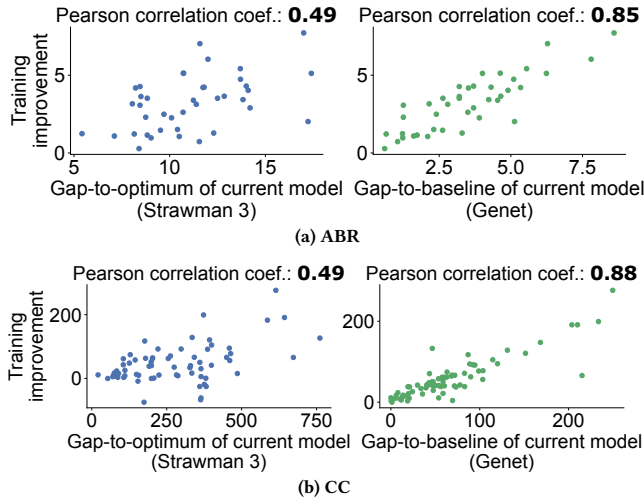 Pearson correlation coef.: 0.49
Training improvement
5
0
10
15
Gap-to-optimum of current model
(Strawman 3)
Pearson correlation coef.: 0.85
5
0
2.5
5.0
7.5
Gap-to-baseline of current model
(Genet)
(a) ABR
Pearson correlation coef.: 0.49
Training
improvement
200
0
0
250
500
750
Gap-to-optimum of current model
(Strawman 3)
Pearson correlation coef.: 0.88
200
0
0
100
200
Gap-to-baseline of current model
(Genet)
(b) CC